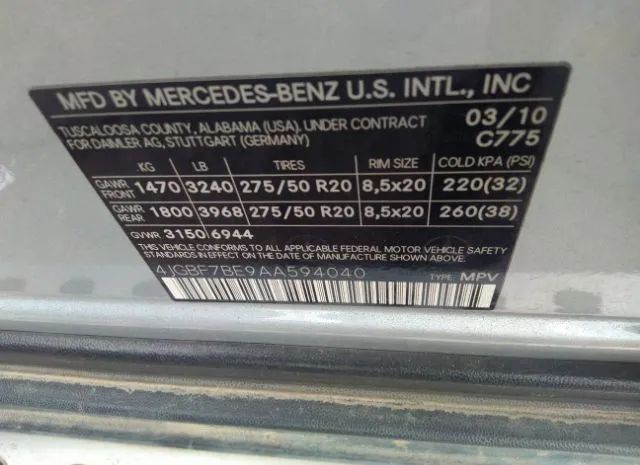 MFD BY MERCEDES-BENZ U.S. INTL., INC
TUSCALOOSA COUNTY, ALABAMA (USA). UNDER CONTRACT 03/10
FOR DAIMLER AG, STUTTGART (GERMANY) C775
KG LB TIRES RIM SIZE COLD KPA (PSI)
GAWR FRONT 1470 3240 275/50 R20 8,5x20 220(32)
GAWR REAR 1800 3968 275/50 R20 8,5x20 260(38)
GVWR 3150 6944
THIS VEHICLE CONFORMS TO ALL APPLICABLE FEDERAL MOTOR VEHICLE SAFETY
STANDARDS IN EFFECT ON THE DATE OF MANUFACTURE SHOWN ABOVE
4JGBF7BE9AA594040 TYPE: MPV